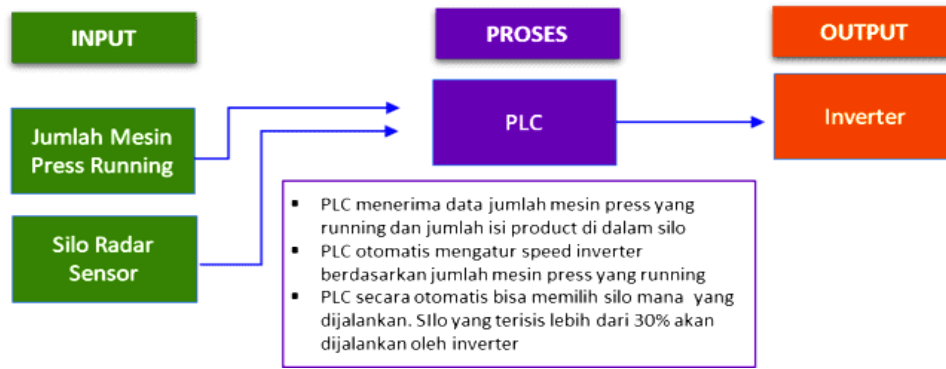 INPUT
PROSES
OUTPUT
Jumlah Mesin
Press Running
PLC
Inverter
Silo Radar
Sensor
▪ PLC menerima data jumlah mesin press yang
running dan jumlah isi product di dalam silo
▪ PLC otomatis mengatur speed inverter
berdasarkan jumlah mesin press yang running
▪ PLC secara otomatis bisa memilih silo mana yang
dijalankan. SIlo yang terisis lebih dari 30% akan
dijalankan oleh inverter